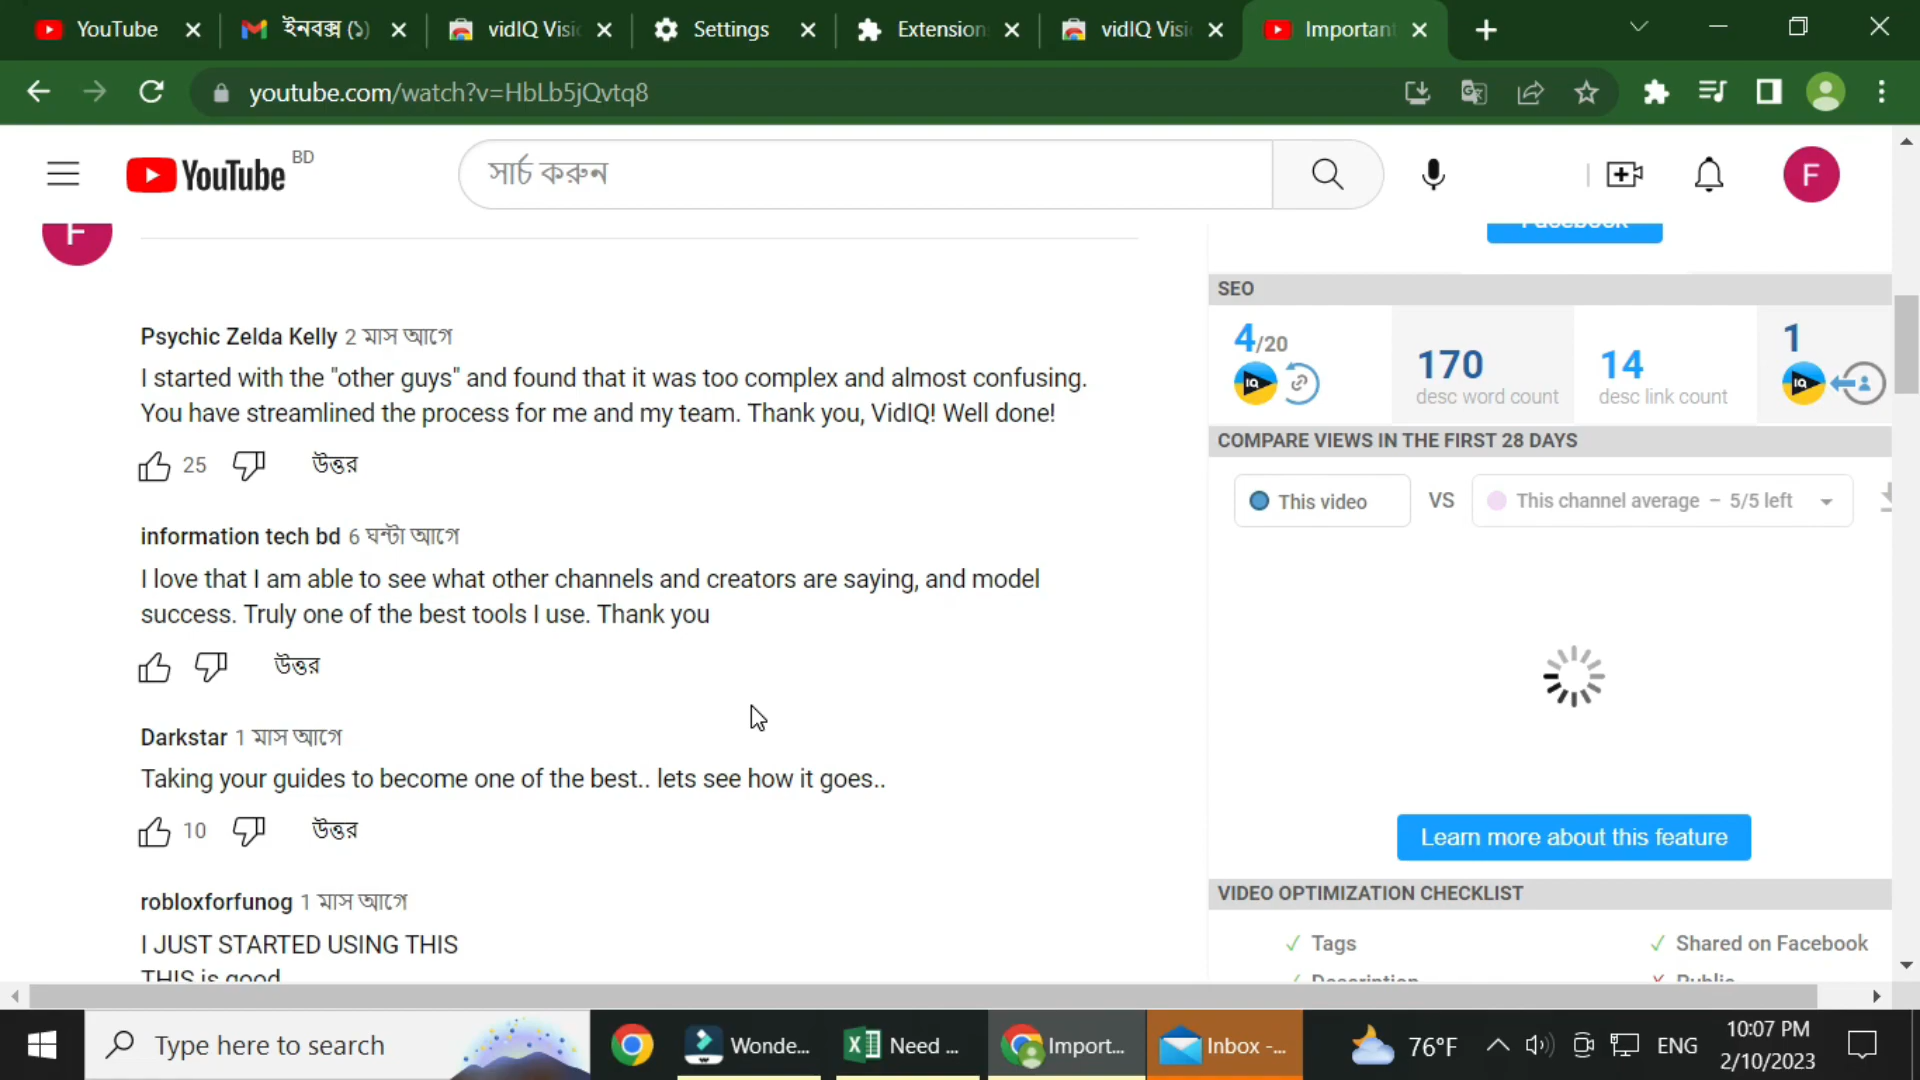 YouTube
ইনবক্স (১)
vidIQ Visi
Settings
Extension
vidIQ Visi
Important
youtube.com/watch?v=HbLb5jQvtq8
YouTube BD
সার্চ করুন
F
F
Facebook
SEO
4/20
IQ
170
desc word count
14
desc link count
1
IQ
Psychic Zelda Kelly 2 মাস আগে
I started with the "other guys" and found that it was too complex and almost confusing.
You have streamlined the process for me and my team. Thank you, VidIQ! Well done!
25 উত্তর
COMPARE VIEWS IN THE FIRST 28 DAYS
This video VS This channel average – 5/5 left
information tech bd 6 ঘন্টা আগে
I love that I am able to see what other channels and creators are saying, and model
success. Truly one of the best tools I use. Thank you
উত্তর
Darkstar 1 মাস আগে
Taking your guides to become one of the best.. lets see how it goes..
10 উত্তর
Learn more about this feature
VIDEO OPTIMIZATION CHECKLIST
Tags
Shared on Facebook
Description
Public
robloxforfunog 1 মাস আগে
I JUST STARTED USING THIS
THIS is good
Type here to search
Wonde...
Need ...
Import...
Inbox -...
76°F
ENG
10:07 PM
2/10/2023